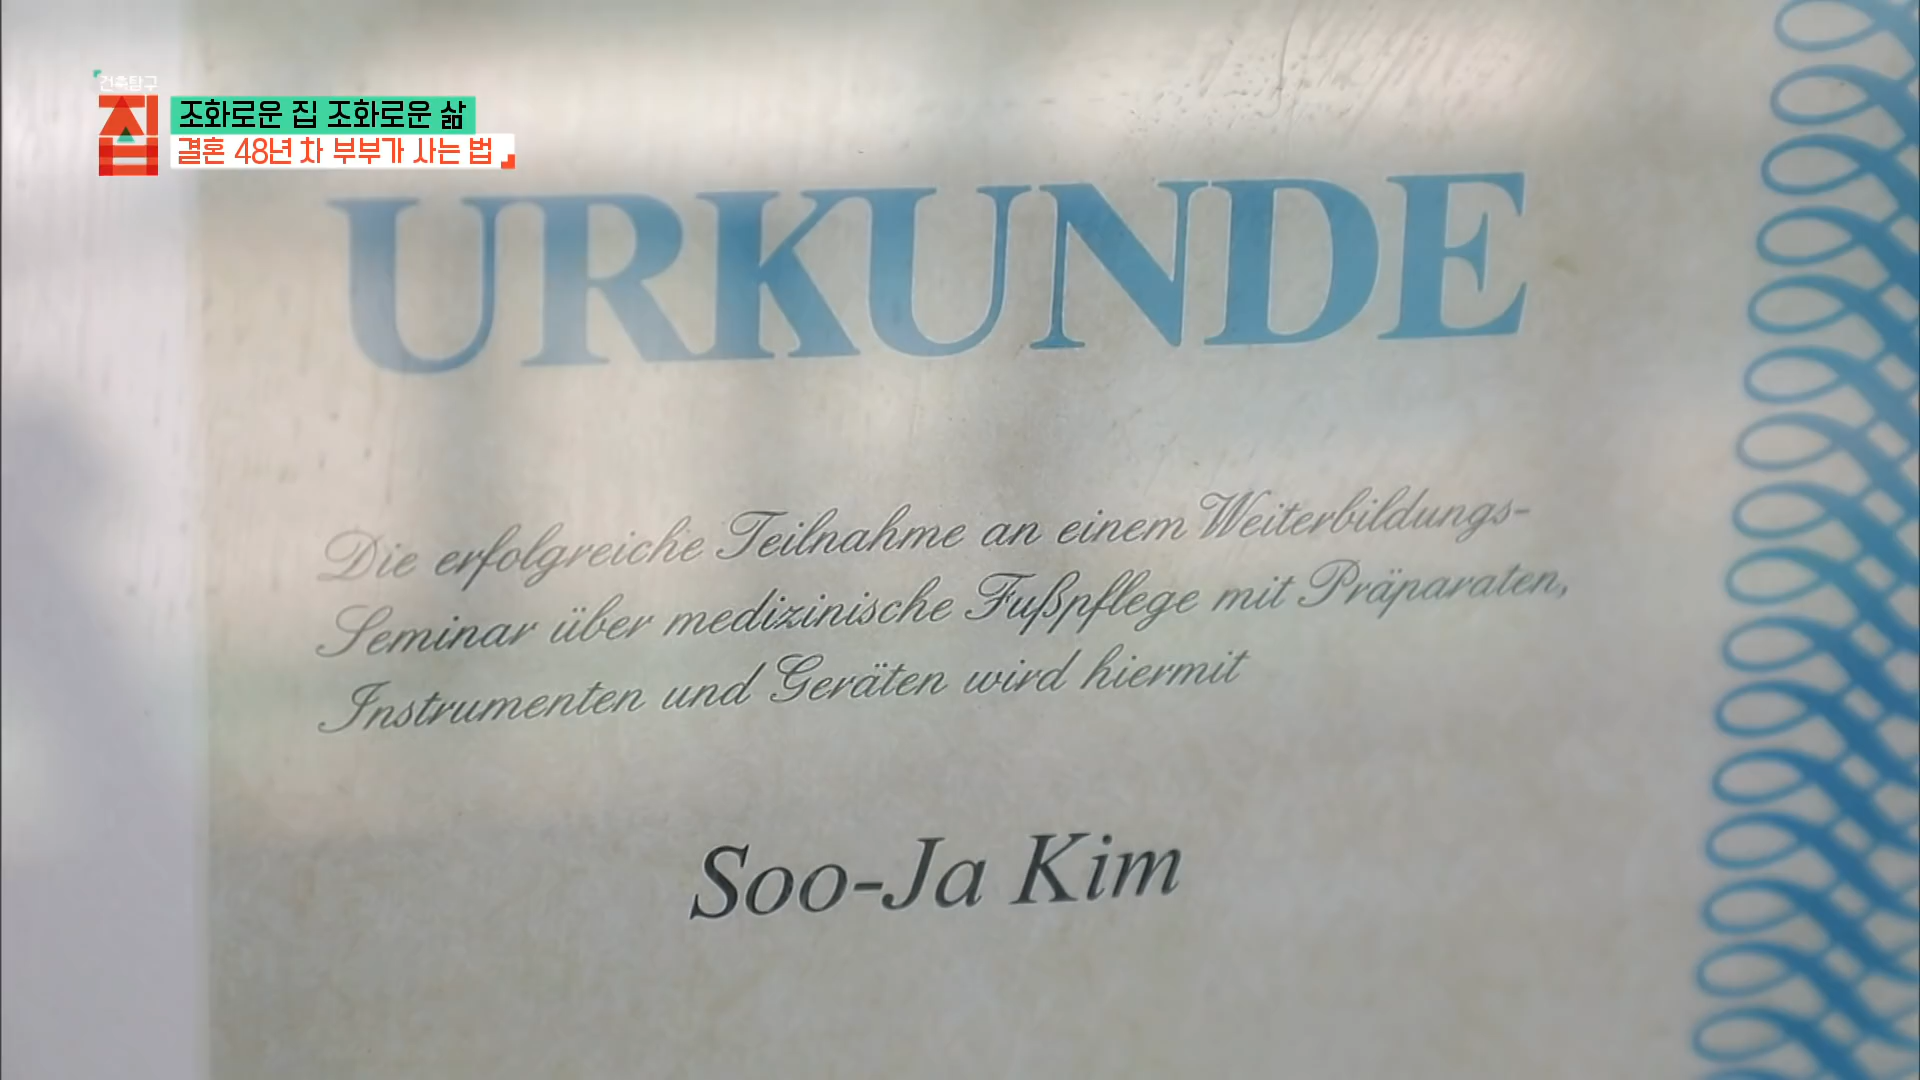 건축탐구
집
조화로운 집 조화로운 삶
결혼 48년 차 부부가 사는 법
URKUNDE
Die erfolgreiche Teilnahme an einem Weiterbildungs-
Seminar über medizinische Fußpflege mit Präparaten,
Instrumenten und Geräten wird hiermit
Soo-Ja Kim